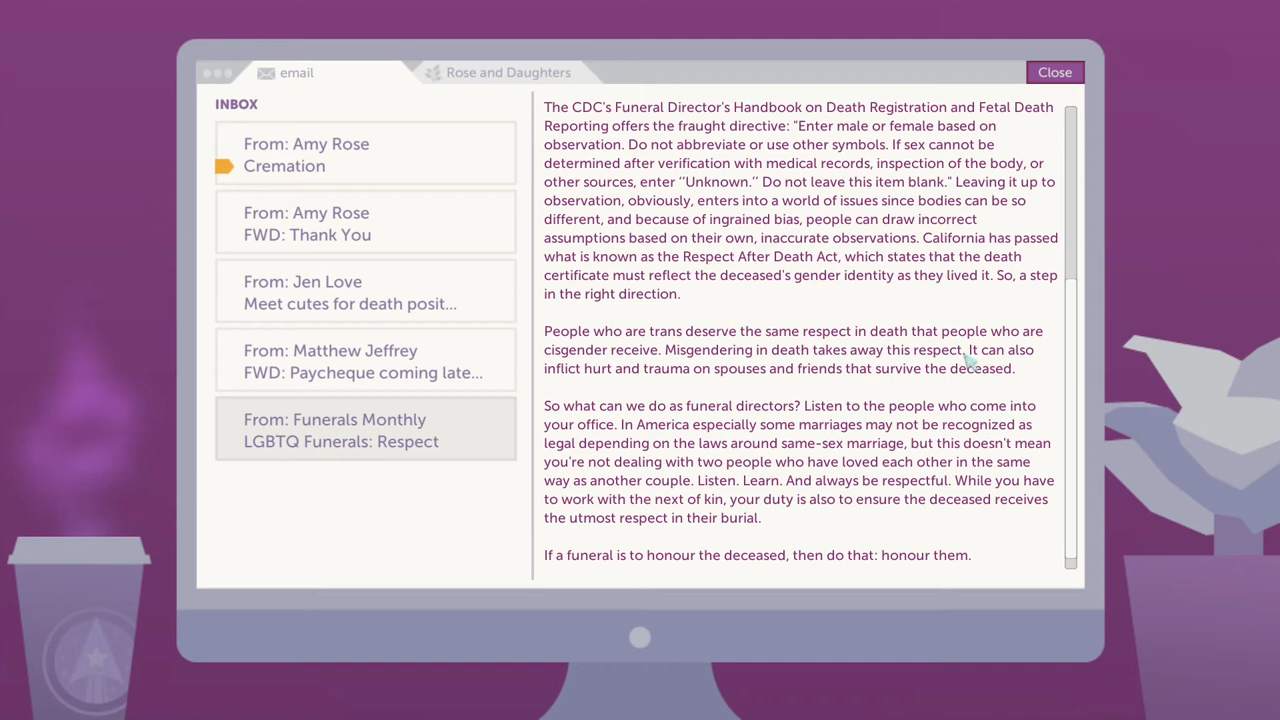 email
Rose and Daughters
Close
INBOX
From: Amy Rose
Cremation
From: Amy Rose
FWD: Thank You
From: Jen Love
Meet cutes for death posit...
From: Matthew Jeffrey
FWD: Paycheque coming late...
From: Funerals Monthly
LGBTQ Funerals: Respect
The CDC's Funeral Director's Handbook on Death Registration and Fetal Death
Reporting offers the fraught directive: "Enter male or female based on
observation. Do not abbreviate or use other symbols. If sex cannot be
determined after verification with medical records, inspection of the body, or
other sources, enter ‘‘Unknown.’’ Do not leave this item blank." Leaving it up to
observation, obviously, enters into a world of issues since bodies can be so
different, and because of ingrained bias, people can draw incorrect
assumptions based on their own, inaccurate observations. California has passed
what is known as the Respect After Death Act, which states that the death
certificate must reflect the deceased's gender identity as they lived it. So, a step
in the right direction.
People who are trans deserve the same respect in death that people who are
cisgender receive. Misgendering in death takes away this respect. It can also
inflict hurt and trauma on spouses and friends that survive the deceased.
So what can we do as funeral directors? Listen to the people who come into
your office. In America especially some marriages may not be recognized as
legal depending on the laws around same-sex marriage, but this doesn't mean
you're not dealing with two people who have loved each other in the same
way as another couple. Listen. Learn. And always be respectful. While you have
to work with the next of kin, your duty is also to ensure the deceased receives
the utmost respect in their burial.
If a funeral is to honour the deceased, then do that: honour them.